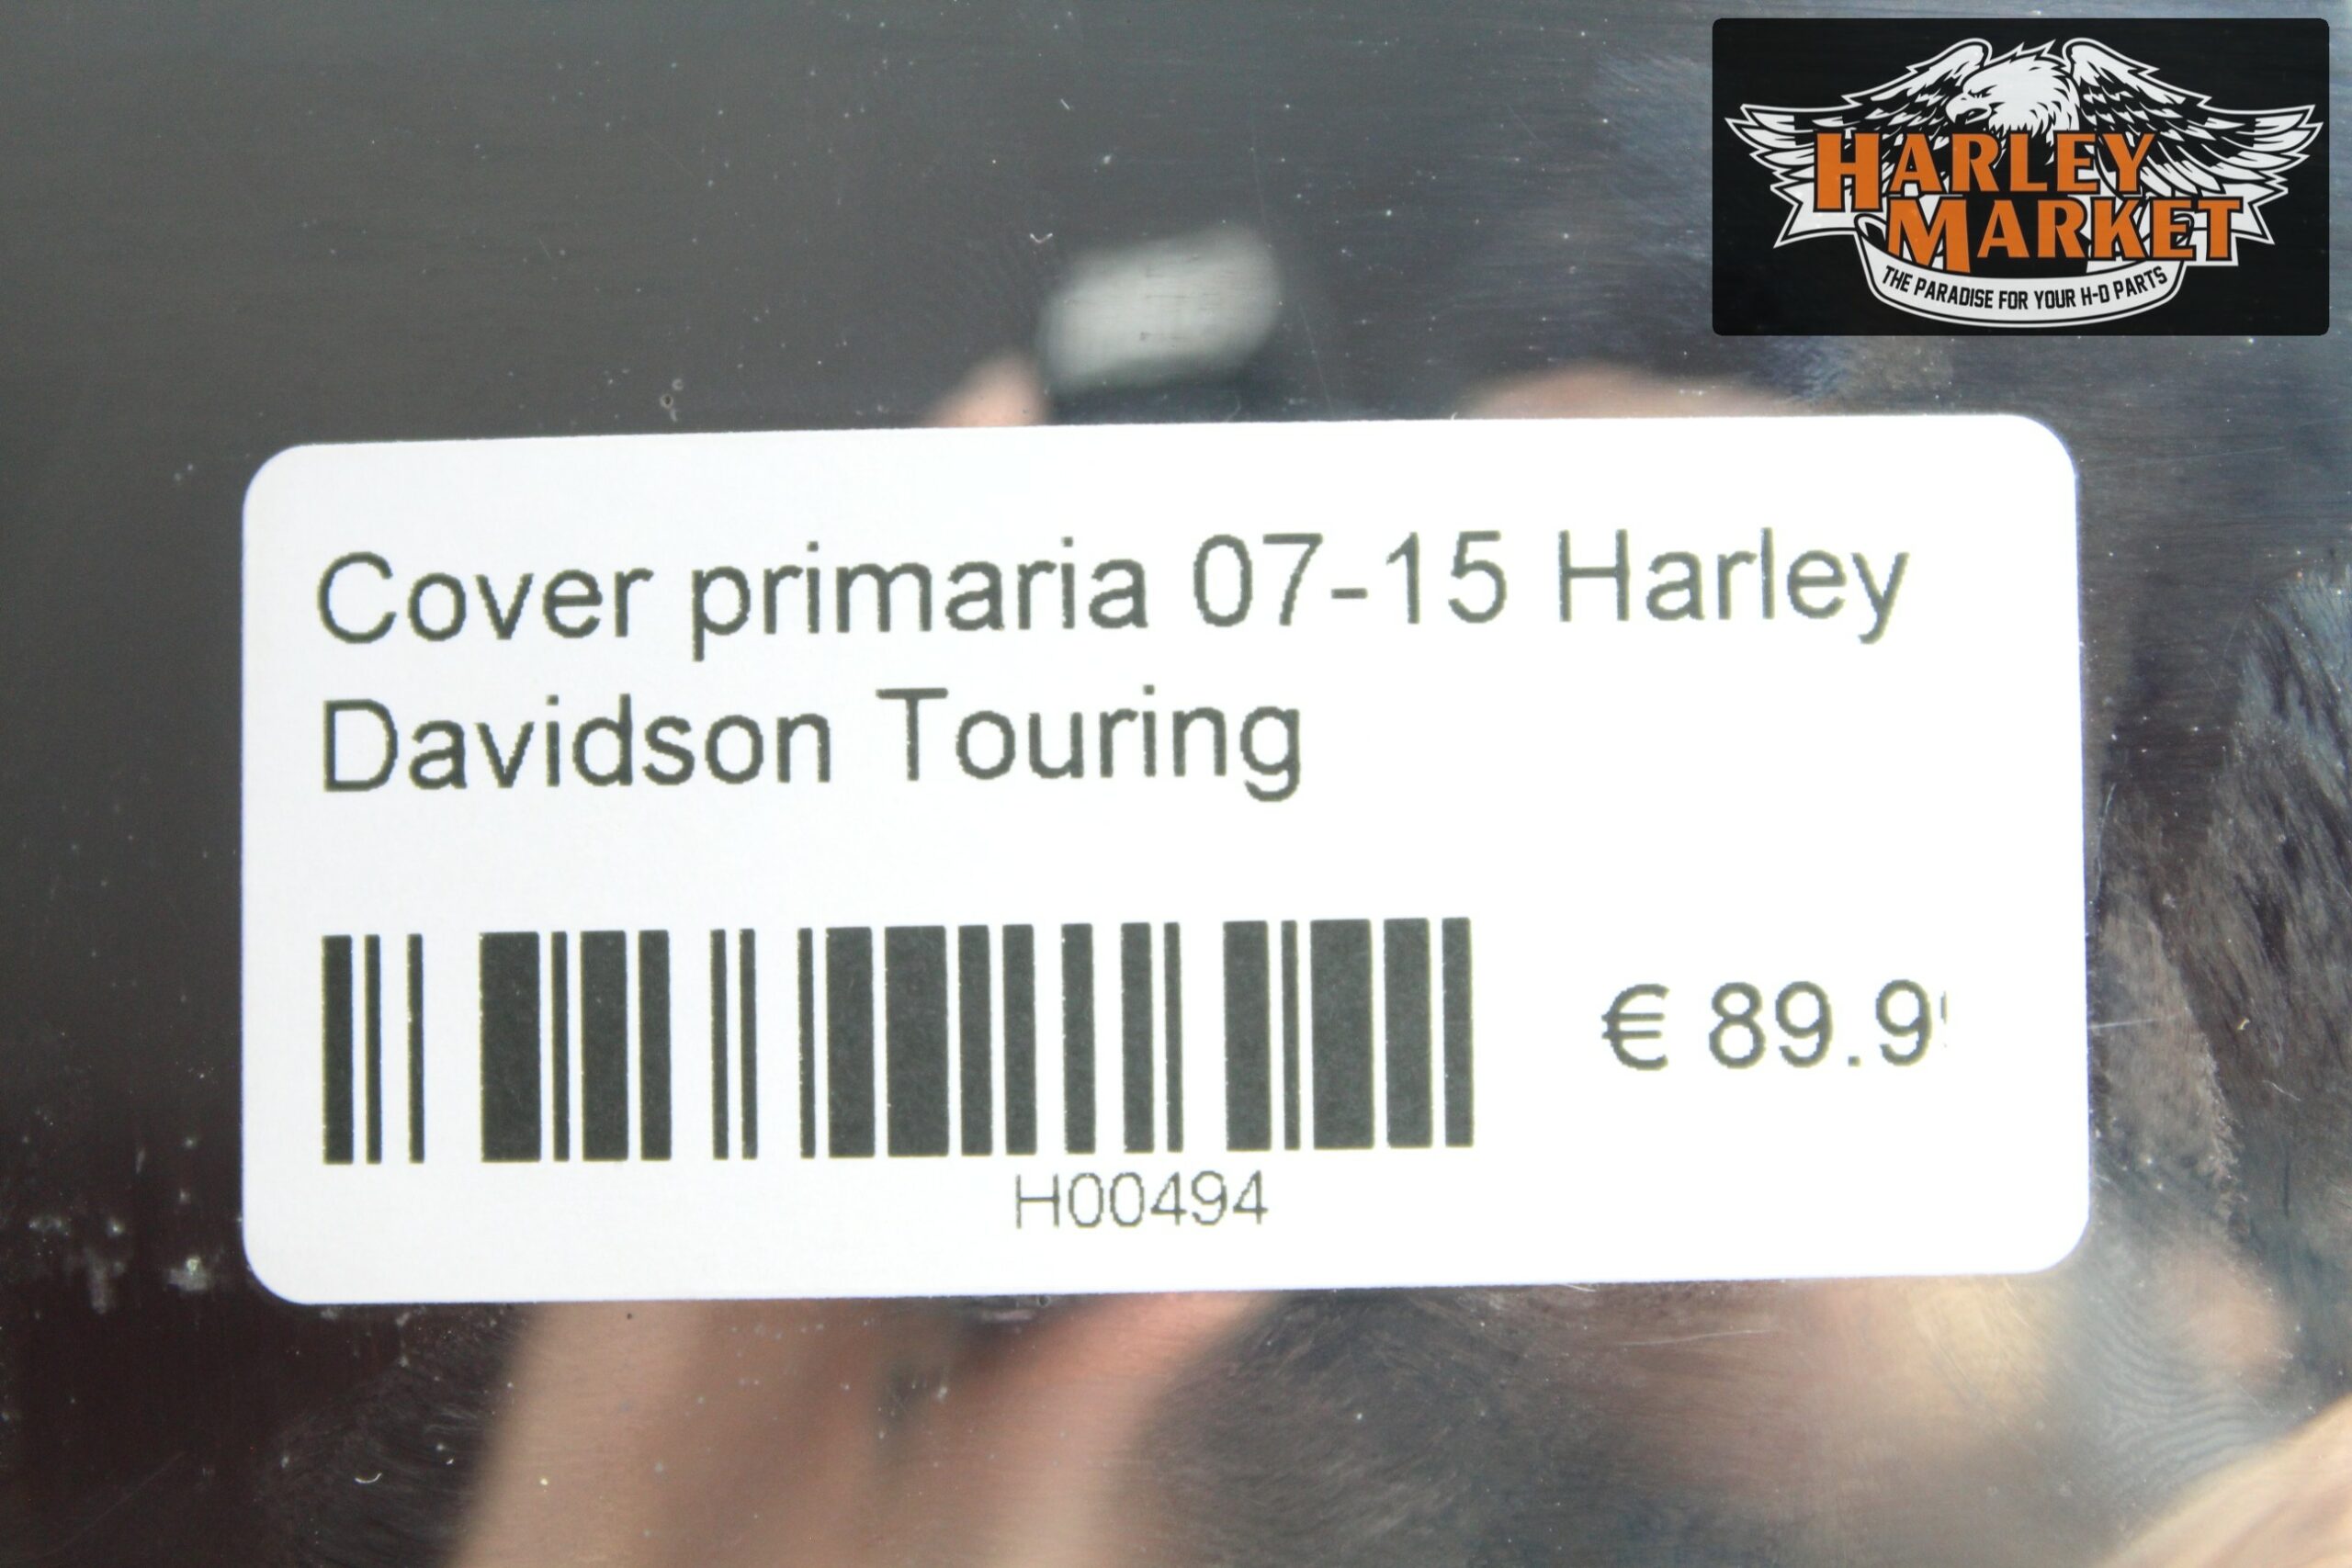 HARLEY
MARKET
THE PARADISE FOR YOUR H-D PARTS
Cover primaria 07-15 Harley
Davidson Touring
€ 89.9
H00494